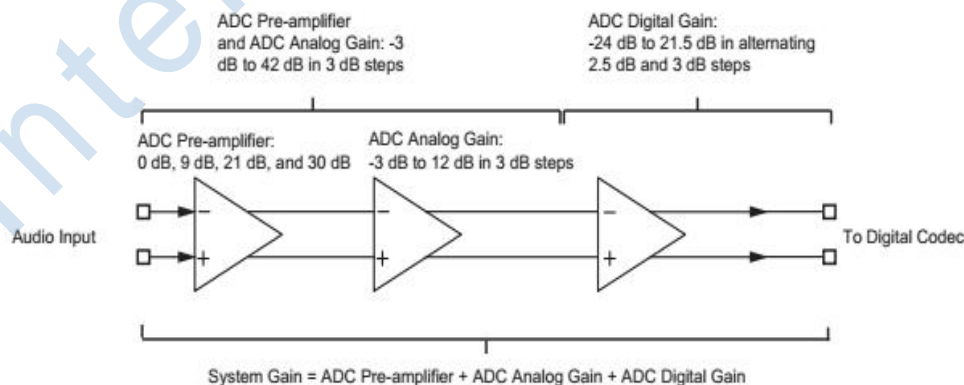 ADC Pre-amplifier
and ADC Analog Gain: -3
dB to 42 dB in 3 dB steps
ADC Digital Gain:
-24 dB to 21.5 dB in alternating
2.5 dB and 3 dB steps
ADC Pre-amplifier:
0 dB, 9 dB, 21 dB, and 30 dB
ADC Analog Gain:
-3 dB to 12 dB in 3 dB steps
Audio Input
-
+
-
+
-
+
To Digital Codec
System Gain = ADC Pre-amplifier + ADC Analog Gain + ADC Digital Gain
nte